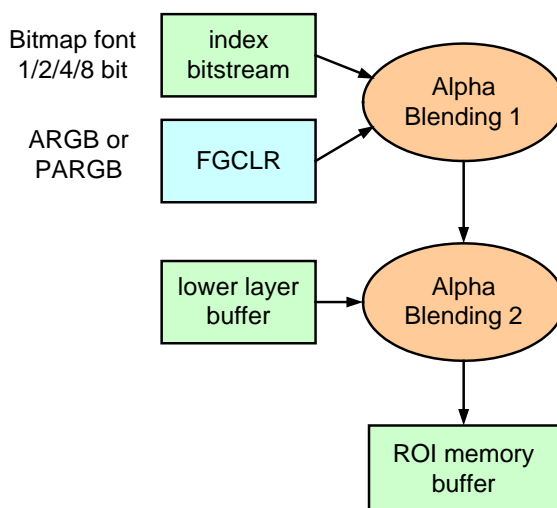 Bitmap font
1/2/4/8 bit
index
bitstream
Alpha
Blending 1
ARGB or
PARGB
FGCLR
lower layer
buffer
Alpha
Blending 2
ROI memory
buffer